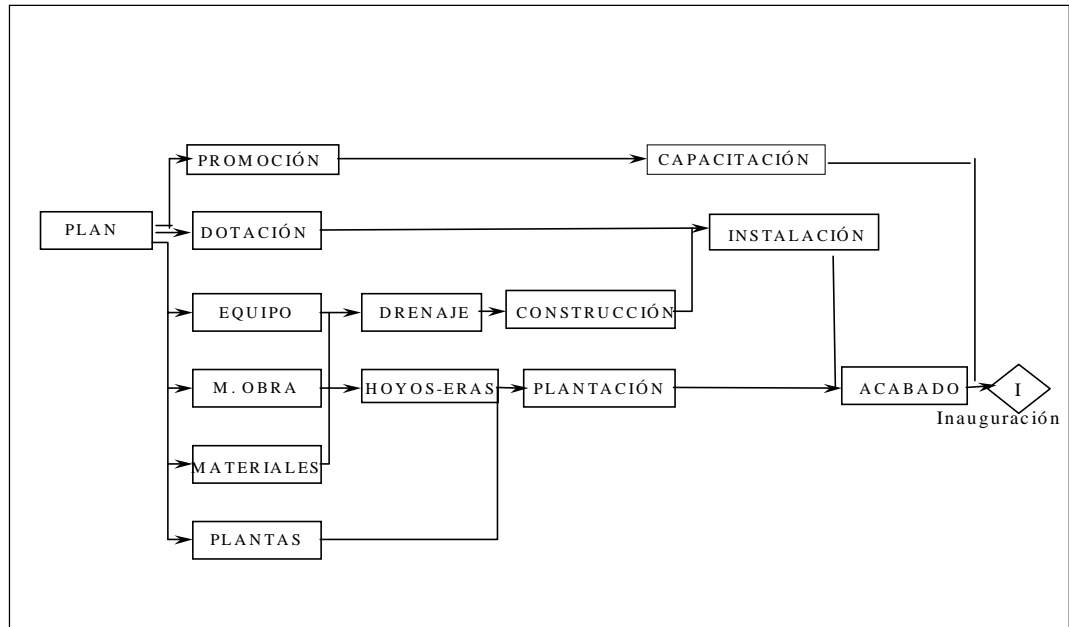 PROMOCIÓN
CAPACITACIÓN
PLAN
DOTACIÓN
INSTALACIÓN
EQUIPO
DRENAJE
CONSTRUCCIÓN
M. OBRA
HOYOS-ERAS
PLANTACIÓN
ACABADO
I
Inauguración
MATERIALES
PLANTAS